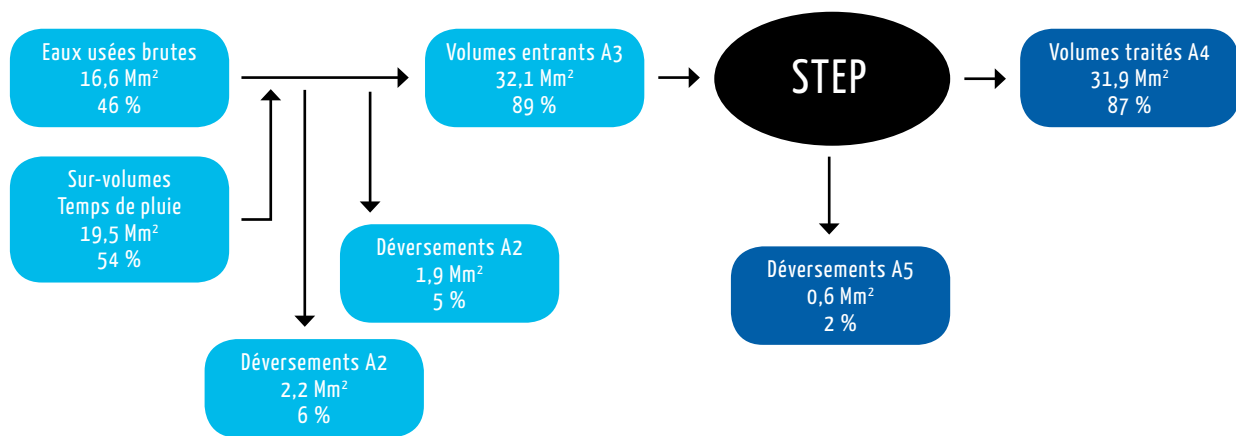 Eaux usées brutes
16,6 Mm²
46 %
Sur-volumes
Temps de pluie
19,5 Mm²
54 %
Volumes entrants A3
32,1 Mm²
89 %
Déversements A2
1,9 Mm²
5 %
Déversements A2
2,2 Mm²
6 %
STEP
Déversements A5
0,6 Mm²
2 %
Volumes traités A4
31,9 Mm²
87 %